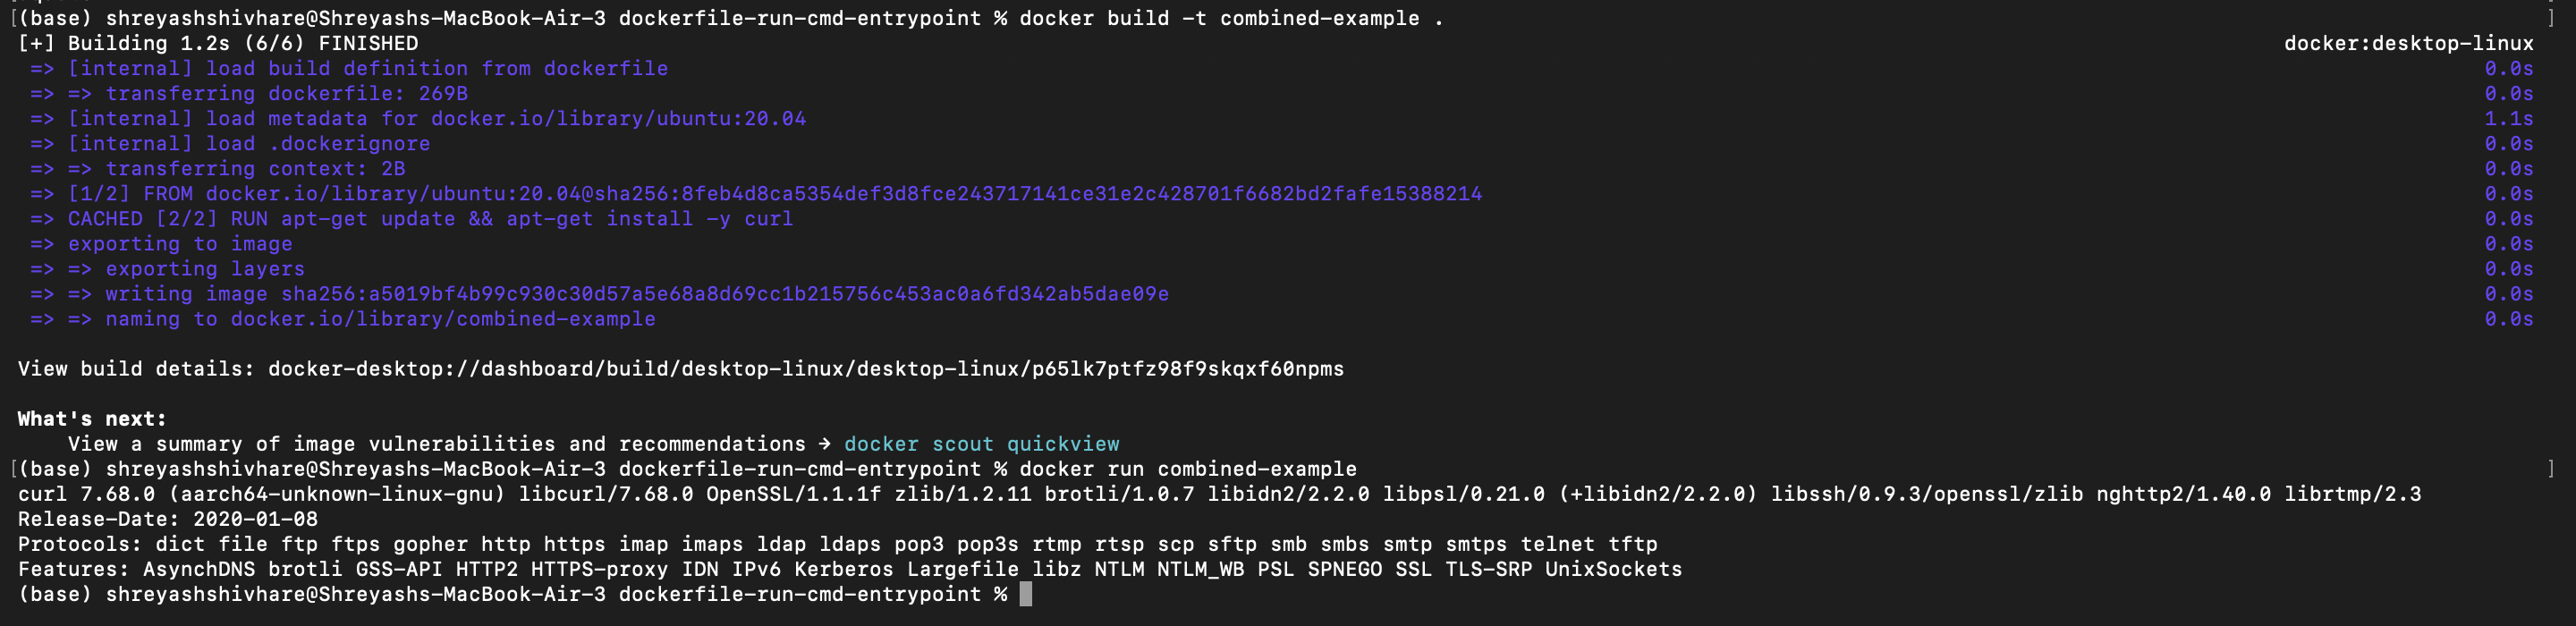 [(base) shreyashshivhare@Shreyashs-MacBook-Air-3 dockerfile-run-cmd-entrypoint % docker build -t combined-example . ]
[+] Building 1.2s (6/6) FINISHED docker:desktop-linux
=> [internal] load build definition from dockerfile 0.0s
=> => transferring dockerfile: 269B 0.0s
=> [internal] load metadata for docker.io/library/ubuntu:20.04 1.1s
=> [internal] load .dockerignore 0.0s
=> => transferring context: 2B 0.0s
=> [1/2] FROM docker.io/library/ubuntu:20.04@sha256:8feb4d8ca5354def3d8fce243717141ce31e2c428701f6682bd2fafe15388214 0.0s
=> CACHED [2/2] RUN apt-get update && apt-get install -y curl 0.0s
=> exporting to image 0.0s
=> => exporting layers 0.0s
=> => writing image sha256:a5019bf4b99c930c30d57a5e68a8d69cc1b215756c453ac0a6fd342ab5dae09e 0.0s
=> => naming to docker.io/library/combined-example 0.0s
View build details: docker-desktop://dashboard/build/desktop-linux/desktop-linux/p65lk7ptfz98f9skqxf60npms
What's next:
View a summary of image vulnerabilities and recommendations → docker scout quickview
[(base) shreyashshivhare@Shreyashs-MacBook-Air-3 dockerfile-run-cmd-entrypoint % docker run combined-example ]
curl 7.68.0 (aarch64-unknown-linux-gnu) libcurl/7.68.0 OpenSSL/1.1.1f zlib/1.2.11 brotli/1.0.7 libidn2/2.2.0 libpsl/0.21.0 (+libidn2/2.2.0) libssh/0.9.3/openssl/zlib nghttp2/1.40.0 librtmp/2.3
Release-Date: 2020-01-08
Protocols: dict file ftp ftps gopher http https imap imaps ldap ldaps pop3 pop3s rtmp rtsp scp sftp smb smbs smtp smtps telnet tftp
Features: AsynchDNS brotli GSS-API HTTP2 HTTPS-proxy IDN IPv6 Kerberos Largefile libz NTLM NTLM_WB PSL SPNEGO SSL TLS-SRP UnixSockets
(base) shreyashshivhare@Shreyashs-MacBook-Air-3 dockerfile-run-cmd-entrypoint %